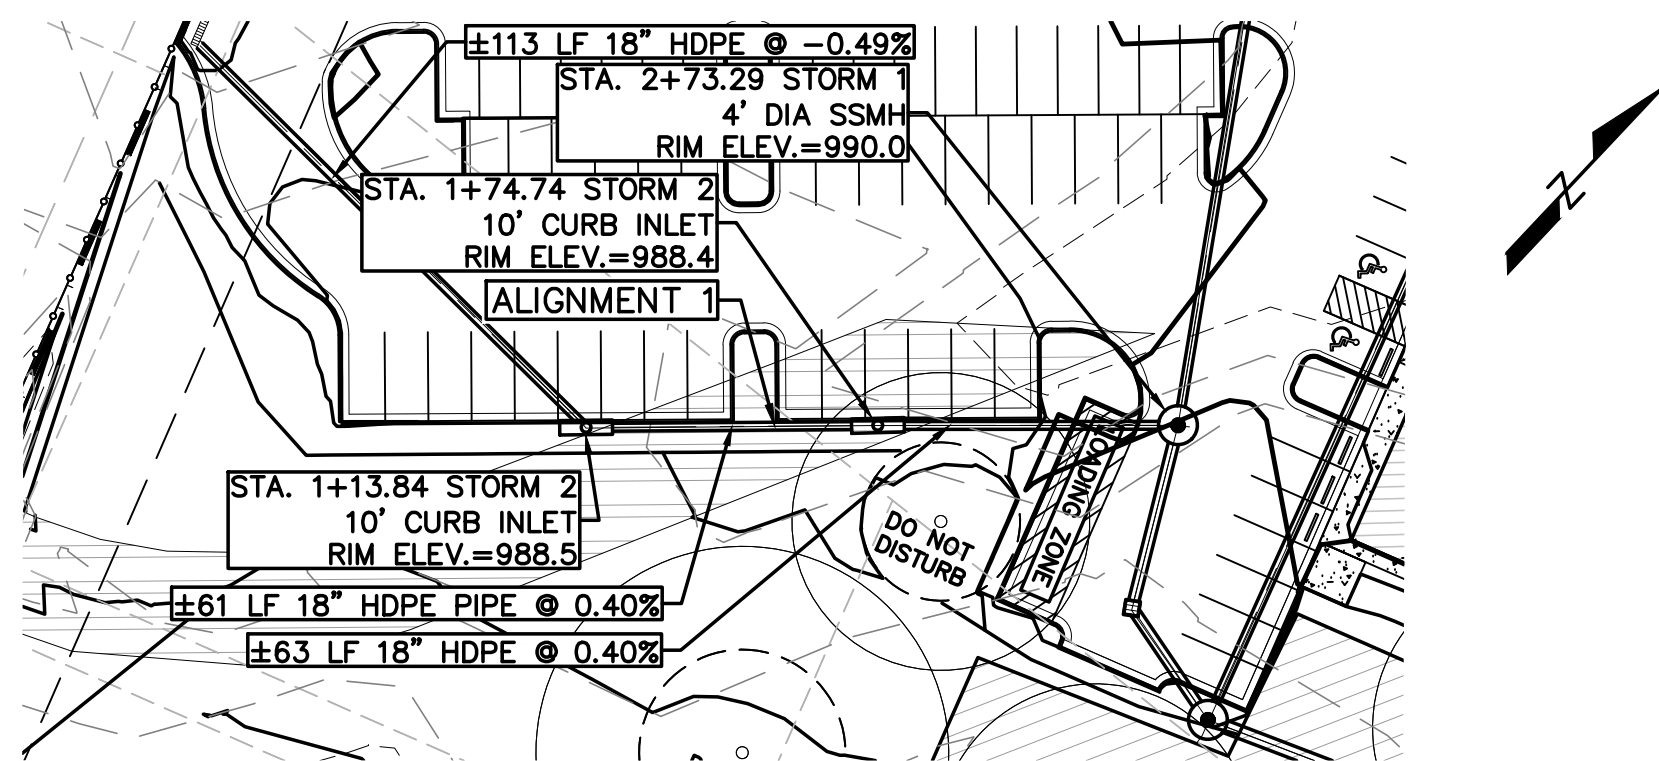 ±113 LF 18" HDPE @ -0.49%
STA. 2+73.29 STORM 1
4' DIA SSMH
RIM ELEV.=990.0
STA. 1+74.74 STORM 2
10' CURB INLET
RIM ELEV.=988.4
ALIGNMENT 1
STA. 1+13.84 STORM 2
10' CURB INLET
RIM ELEV.=988.5
±61 LF 18" HDPE PIPE @ 0.40%
±63 LF 18" HDPE @ 0.40%
DO NOT
DISTURB
LOADING ZONE
Z